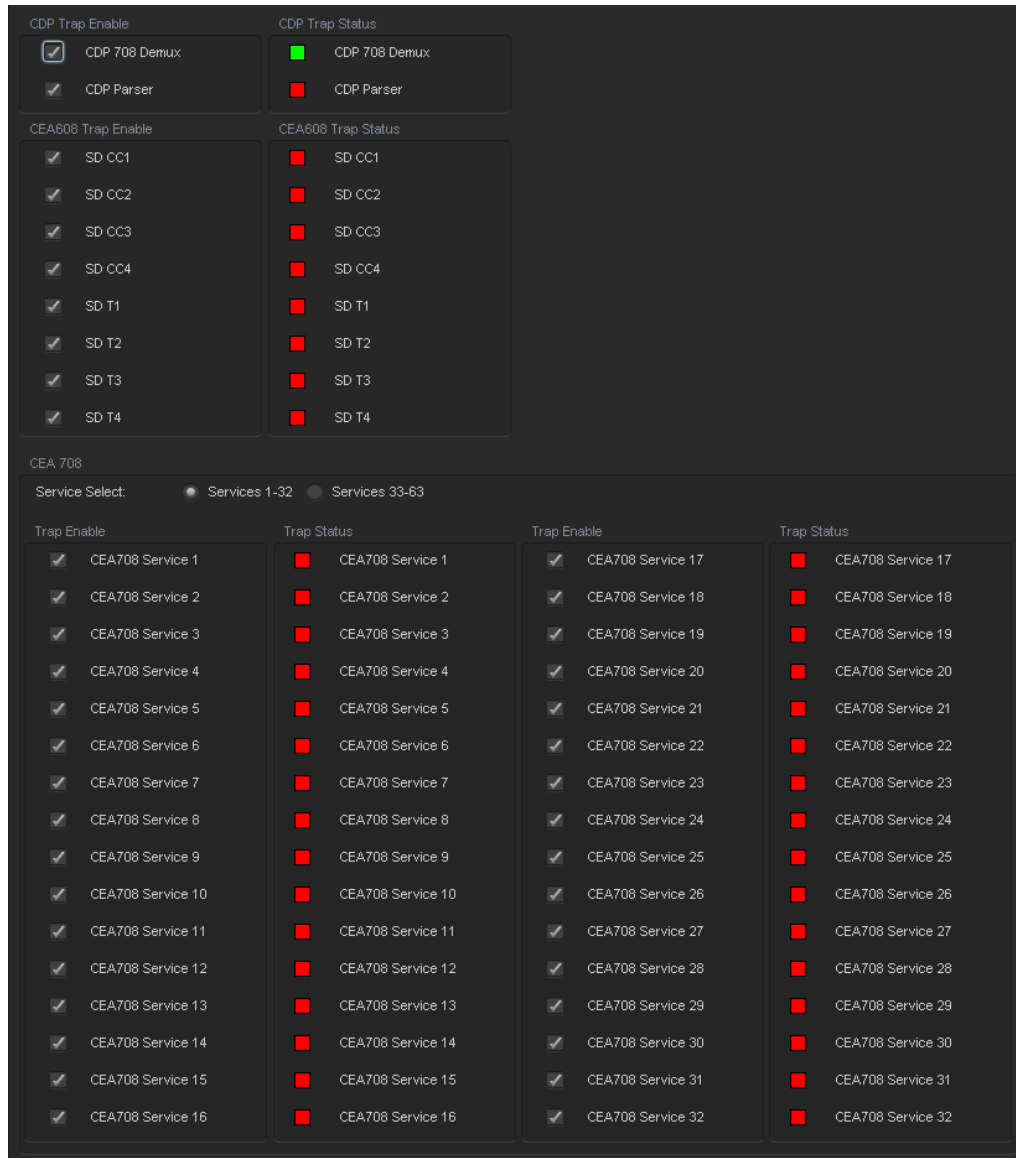 CDP Trap Enable CDP Trap Status
CDP 708 Demux CDP 708 Demux
CDP Parser CDP Parser
CEA608 Trap Enable CEA608 Trap Status
SD CC1 SD CC1
SD CC2 SD CC2
SD CC3 SD CC3
SD CC4 SD CC4
SD T1 SD T1
SD T2 SD T2
SD T3 SD T3
SD T4 SD T4
CEA 708
Service Select: Services 1-32 Services 33-63
Trap Enable Trap Status Trap Enable Trap Status
CEA708 Service 1 CEA708 Service 1 CEA708 Service 17 CEA708 Service 17
CEA708 Service 2 CEA708 Service 2 CEA708 Service 18 CEA708 Service 18
CEA708 Service 3 CEA708 Service 3 CEA708 Service 19 CEA708 Service 19
CEA708 Service 4 CEA708 Service 4 CEA708 Service 20 CEA708 Service 20
CEA708 Service 5 CEA708 Service 5 CEA708 Service 21 CEA708 Service 21
CEA708 Service 6 CEA708 Service 6 CEA708 Service 22 CEA708 Service 22
CEA708 Service 7 CEA708 Service 7 CEA708 Service 23 CEA708 Service 23
CEA708 Service 8 CEA708 Service 8 CEA708 Service 24 CEA708 Service 24
CEA708 Service 9 CEA708 Service 9 CEA708 Service 25 CEA708 Service 25
CEA708 Service 10 CEA708 Service 10 CEA708 Service 26 CEA708 Service 26
CEA708 Service 11 CEA708 Service 11 CEA708 Service 27 CEA708 Service 27
CEA708 Service 12 CEA708 Service 12 CEA708 Service 28 CEA708 Service 28
CEA708 Service 13 CEA708 Service 13 CEA708 Service 29 CEA708 Service 29
CEA708 Service 14 CEA708 Service 14 CEA708 Service 30 CEA708 Service 30
CEA708 Service 15 CEA708 Service 15 CEA708 Service 31 CEA708 Service 31
CEA708 Service 16 CEA708 Service 16 CEA708 Service 32 CEA708 Service 32